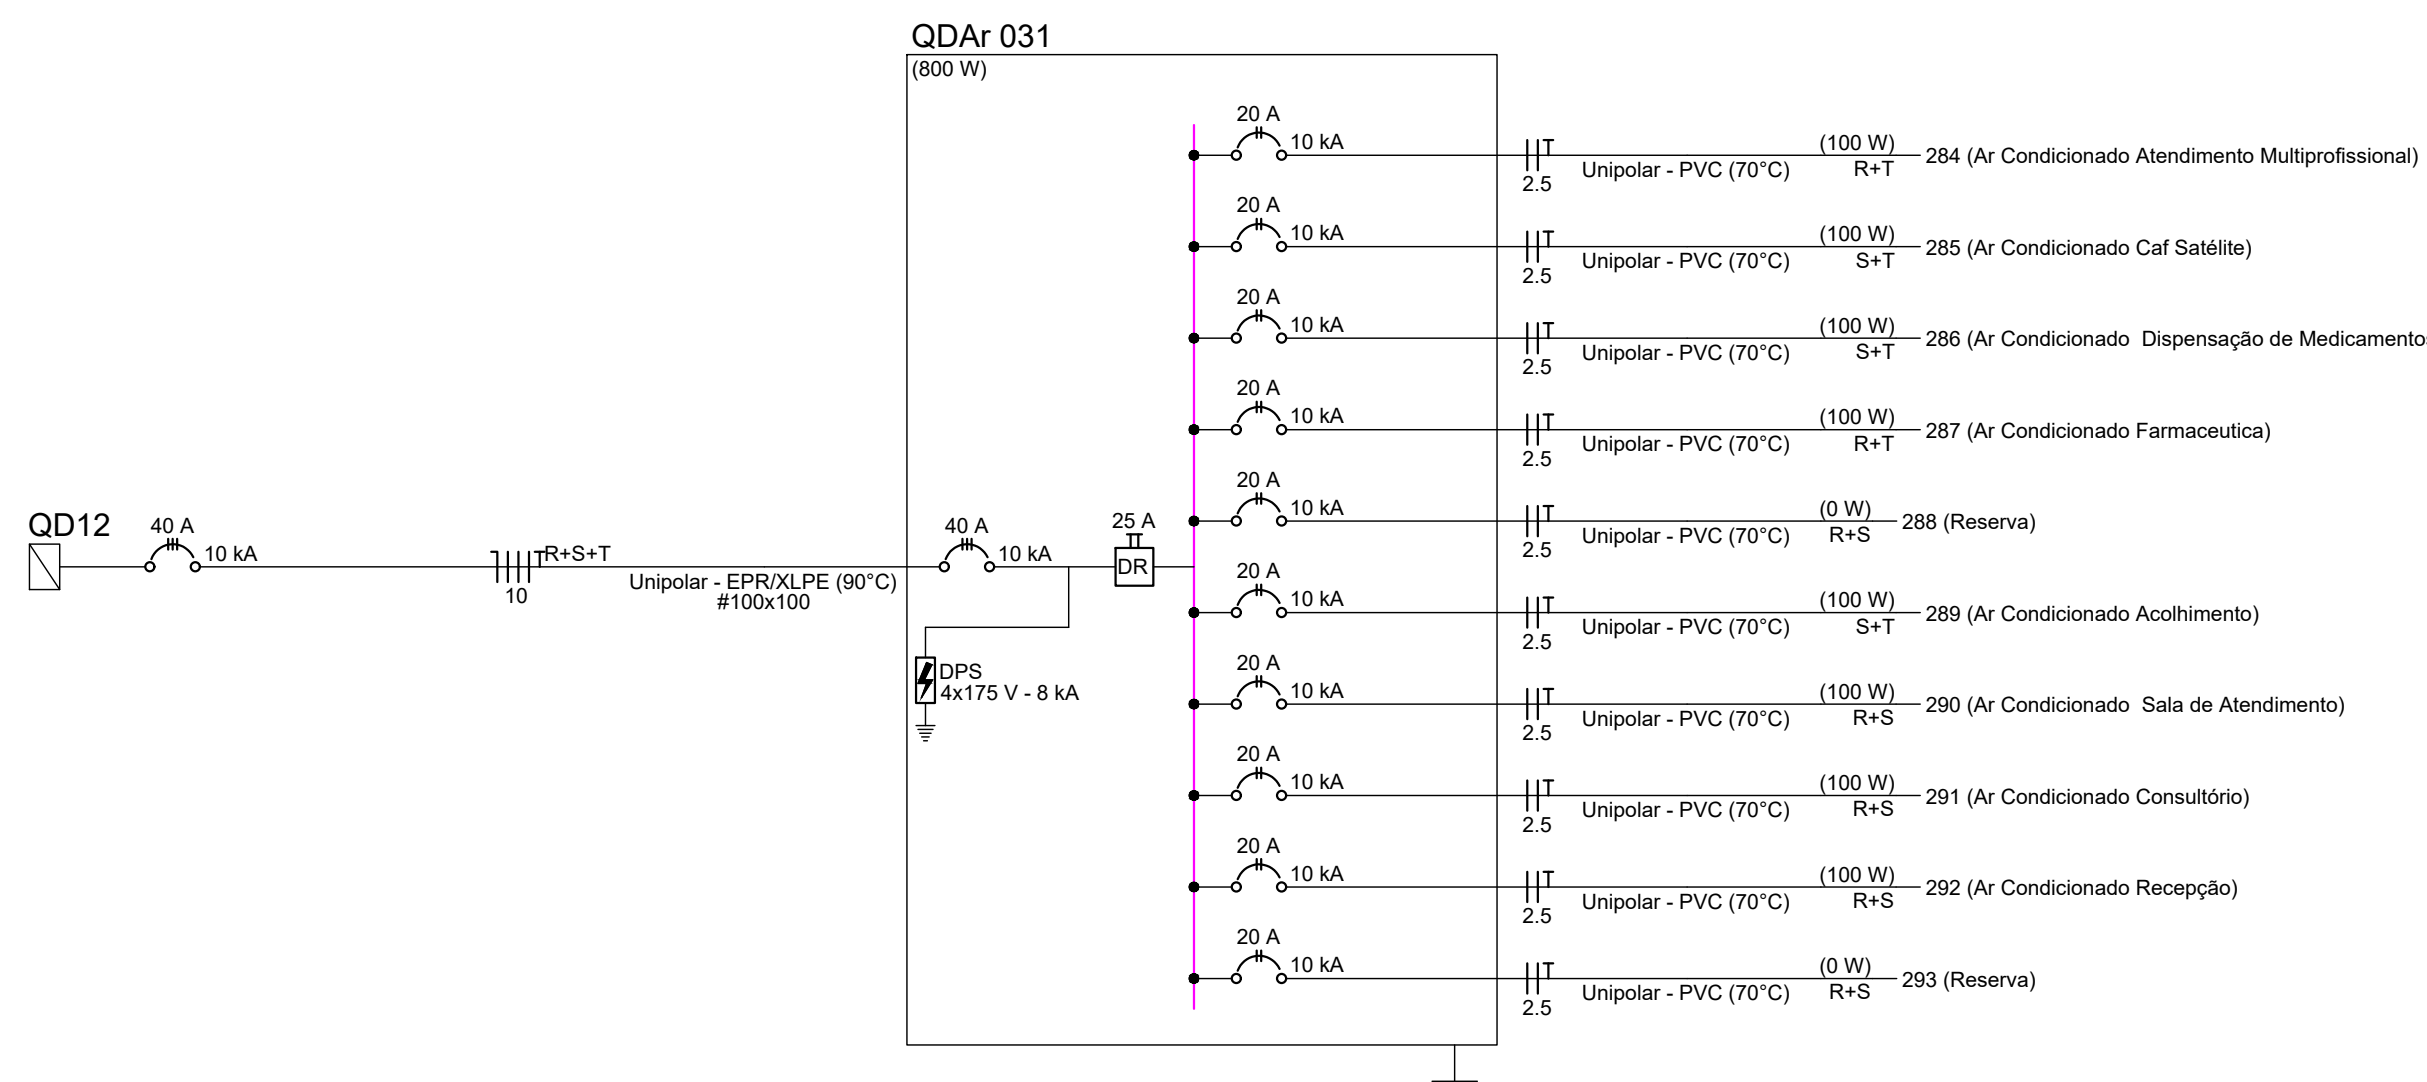 QDAr 031
(800 W)
20 A
10 kA
(100 W)
284 (Ar Condicionado Atendimento Multiprofissional)
2.5
Unipolar - PVC (70°C)
R+T
20 A
10 kA
(100 W)
285 (Ar Condicionado Caf Satélite)
2.5
Unipolar - PVC (70°C)
S+T
20 A
10 kA
(100 W)
286 (Ar Condicionado  Dispensação de Medicamentos
2.5
Unipolar - PVC (70°C)
S+T
20 A
10 kA
(100 W)
287 (Ar Condicionado Farmaceutica)
2.5
Unipolar - PVC (70°C)
R+T
20 A
10 kA
(0 W)
288 (Reserva)
2.5
Unipolar - PVC (70°C)
R+S
QD12
40 A
10 kA
R+S+T
10
Unipolar - EPR/XLPE (90°C)
#100x100
40 A
10 kA
25 A
DR
DPS
4x175 V - 8 kA
20 A
10 kA
(100 W)
289 (Ar Condicionado Acolhimento)
2.5
Unipolar - PVC (70°C)
S+T
20 A
10 kA
(100 W)
290 (Ar Condicionado  Sala de Atendimento)
2.5
Unipolar - PVC (70°C)
R+S
20 A
10 kA
(100 W)
291 (Ar Condicionado Consultório)
2.5
Unipolar - PVC (70°C)
R+S
20 A
10 kA
(100 W)
292 (Ar Condicionado Recepção)
2.5
Unipolar - PVC (70°C)
R+S
20 A
10 kA
(0 W)
293 (Reserva)
2.5
Unipolar - PVC (70°C)
R+S